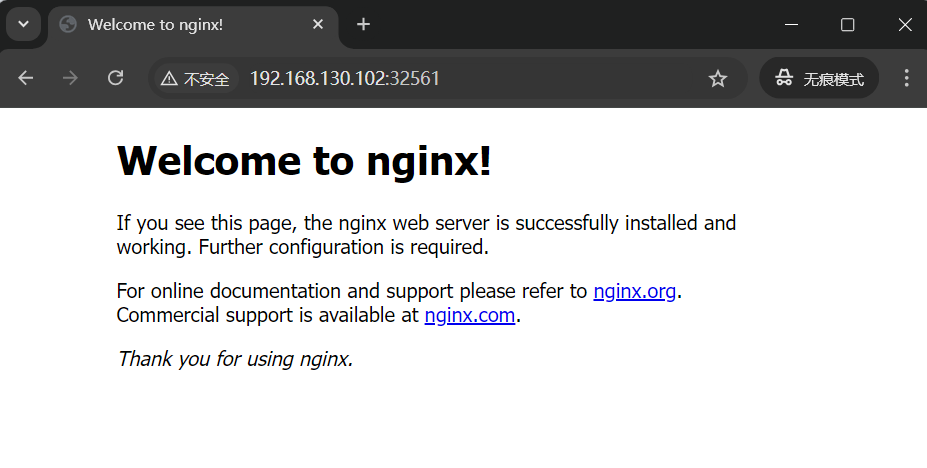 Welcome to nginx!
不安全
192.168.130.102:32561
无痕模式
Welcome to nginx!
If you see this page, the nginx web server is successfully installed and
working. Further configuration is required.
For online documentation and support please refer to nginx.org.
Commercial support is available at nginx.com.
Thank you for using nginx.